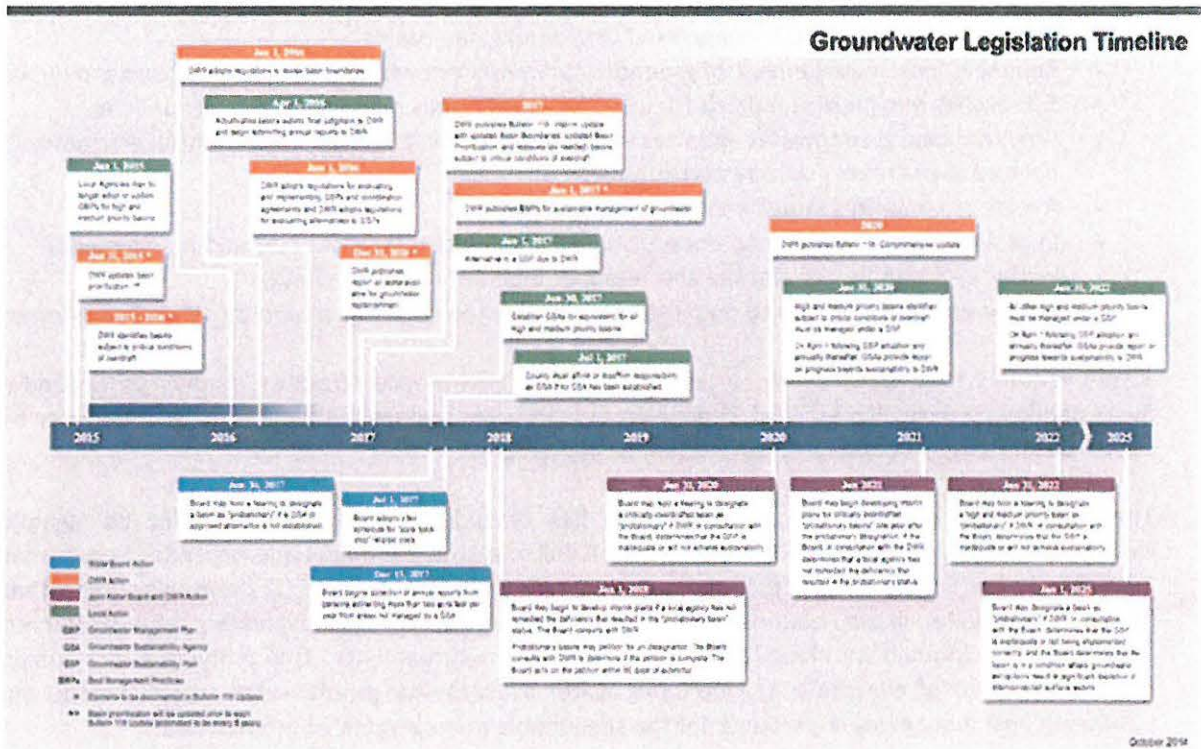 Groundwater Legislation Timeline
Jan 1, 2016
DWR adopts regulations to revise basin boundaries
Apr 1, 2016
Adjudicated basins submit final judgment to DWR
and begin submitting annual reports to DWR
2017
DWR publishes Bulletin 118 Interim Update
with updated Basin Boundaries, updated Basin
Prioritization and reissues (as needed) basins
subject to critical conditions of overdraft
Jan 1, 2015
Local Agencies may no
longer adopt or update
GMPs for high and
medium priority basins
Jun 1, 2016
DWR adopts regulations for evaluating
and implementing GSPs and coordination
agreements and DWR adopts regulations
for evaluating alternatives to GSPs
Jan 1, 2017 *
DWR publishes BMPs for sustainable management of groundwater
Jan 31, 2015 *
DWR updates basin
prioritization **
Dec 31, 2016 *
DWR publishes
report on water available
for groundwater
replenishment
Jan 1, 2017
Alternative to a GSP due to DWR
2020
DWR publishes Bulletin 118 Comprehensive Update
2015 - 2016 *
DWR identifies basins
subject to critical conditions
of overdraft
Jun 30, 2017
Establish GSAs (or equivalent) for all
high and medium priority basins
Jan 31, 2020
High and medium priority basins identified
subject to critical conditions of overdraft
must be managed under a GSP
On April 1 following GSP adoption and
annually thereafter, GSAs provide report
on progress towards sustainability to DWR
Jan 31, 2022
All other high and medium priority basins
must be managed under a GSP
On April 1 following GSP adoption and
annually thereafter, GSAs provide report on
progress towards sustainability to DWR
Jul 1, 2017
County must affirm or disaffirm responsibility
as GSA if no GSA has been established
2015 2016 2017 2018 2019 2020 2021 2022 2025
Jun 30, 2017
Board may hold a hearing to designate
a basin as "probationary" if a GSA or
approved alternative is not established
Jul 1, 2017
Board adopts a fee
schedule for "State back
stop" related costs
Jan 31, 2020
Board may hold a hearing to designate
a critically-overdrafted basin as
"probationary" if DWR, in consultation with
the Board, determines that the GSP is
inadequate or will not achieve sustainability
Jan 31, 2021
Board may begin developing interim
plans for critically overdrafted
"probationary basins" one year after
the probationary designation, if the
Board, in consultation with the DWR
determines that a local agency has
not remedied the deficiency that
resulted in the probationary status
Jan 31, 2022
Board may hold a hearing to designate
a high and medium priority basin as
"probationary" if DWR, in consultation with
the Board, determines that the GSP is
inadequate or will not achieve sustainability
Dec 15, 2017
Board begins collection of annual reports from
persons extracting more than two acre feet per
year from areas not managed by a GSA
Board may begin to develop interim plans if a local agency has not
remedied the deficiency that resulted in the "probationary basin"
status. The Board consults with DWR
Probationary basins may petition for un-designation. The Board
consults with DWR to determine if the petition is complete. The
Board acts on the petition within 90 days of submittal
Jan 1, 2025
Board may designate a basin as
"probationary" if DWR, in consultation
with the Board, determines that the GSP
is inadequate or not being implemented
correctly, and the Board determines that the
basin is in a condition where groundwater
extractions result in significant depletion of
interconnected surface waters
State Board Action
DWR Action
Local Action
GMP Groundwater Management Plan
BMPs Best Management Practices
** Basin prioritization will be updated prior to each
Bulletin 118 Update (estimated to be every 5 years)
October 2014